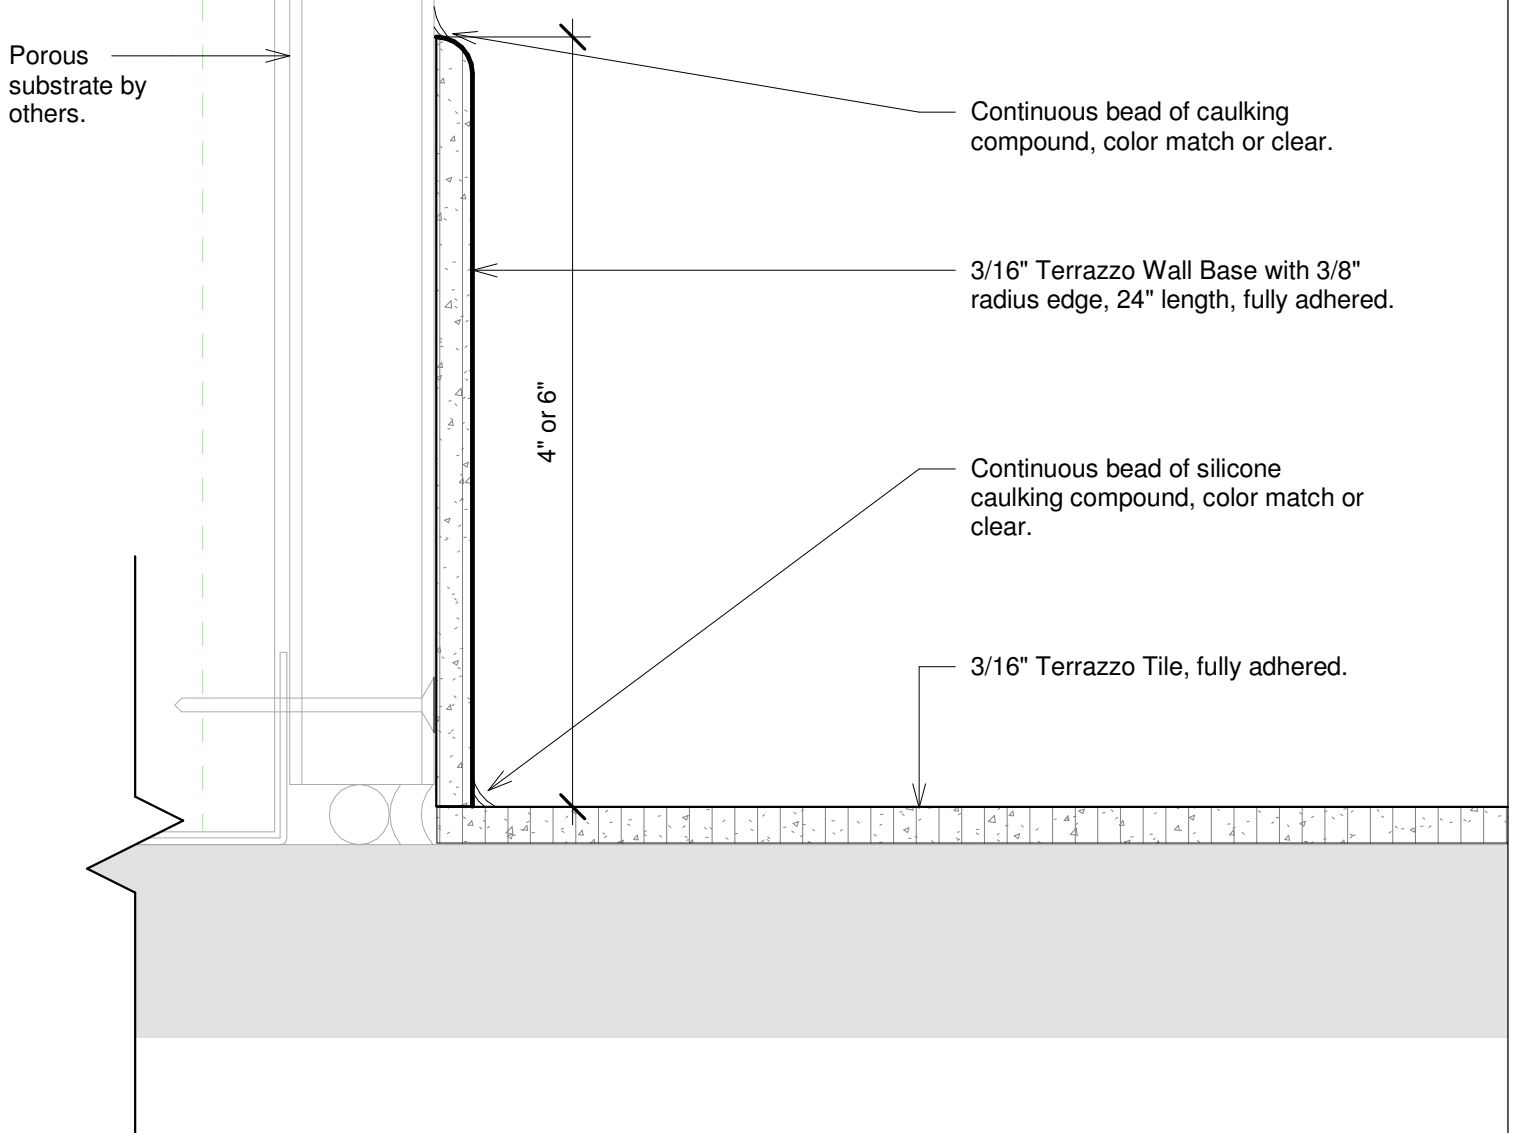 Porous
substrate by
others.
Continuous bead of caulking
compound, color match or clear.
3/16" Terrazzo Wall Base with 3/8"
radius edge, 24" length, fully adhered.
4" or 6"
Continuous bead of silicone
caulking compound, color match or
clear.
3/16" Terrazzo Tile, fully adhered.